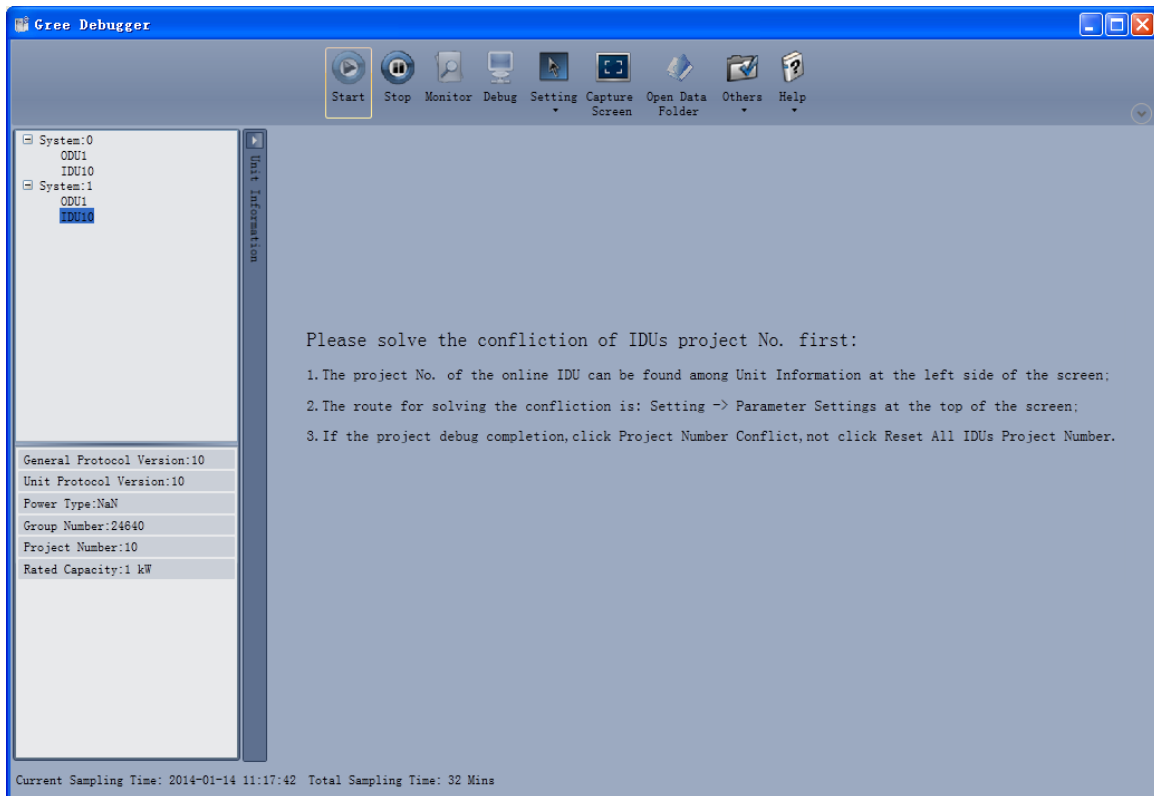 Gree Debugger
Start
Stop
Monitor
Debug
Setting
Capture Screen
Open Data Folder
Others
Help
System:0
ODU1
IDU10
System:1
ODU1
IDU10
Unit Information
Please solve the confliction of IDUs project No. first:
1.The project No. of the online IDU can be found among Unit Information at the left side of the screen;
2.The route for solving the confliction is: Setting -> Parameter Settings at the top of the screen;
3.If the project debug completion,click Project Number Conflict,not click Reset All IDUs Project Number.
General Protocol Version:10
Unit Protocol Version:10
Power Type:NaN
Group Number:24640
Project Number:10
Rated Capacity:1 kW
Current Sampling Time: 2014-01-14 11:17:42 Total Sampling Time: 32 Mins